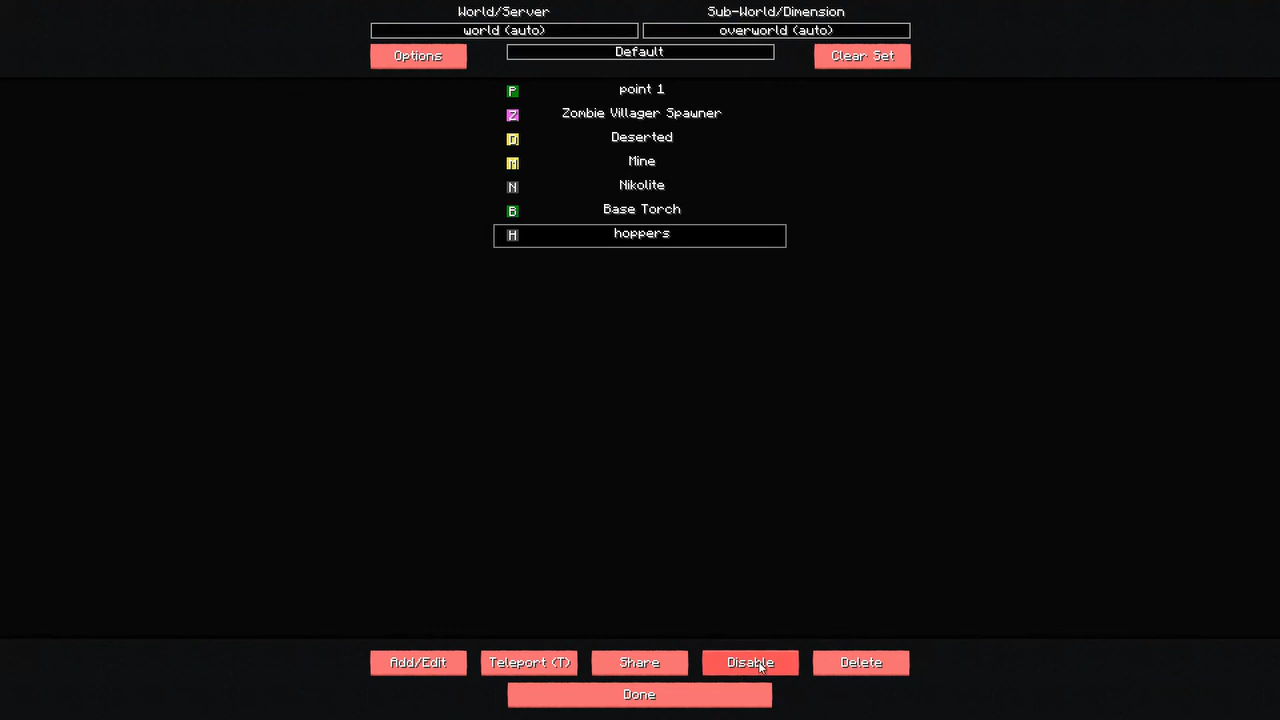 World/Server Sub-World/Dimension
world (auto) overworld (auto)
Options Default Clear Set
P point 1
Z Zombie Villager Spawner
D Deserted
M Mine
N Nikolite
B Base Torch
H hoppers
Add/Edit Teleport (T) Share Disable Delete
Done